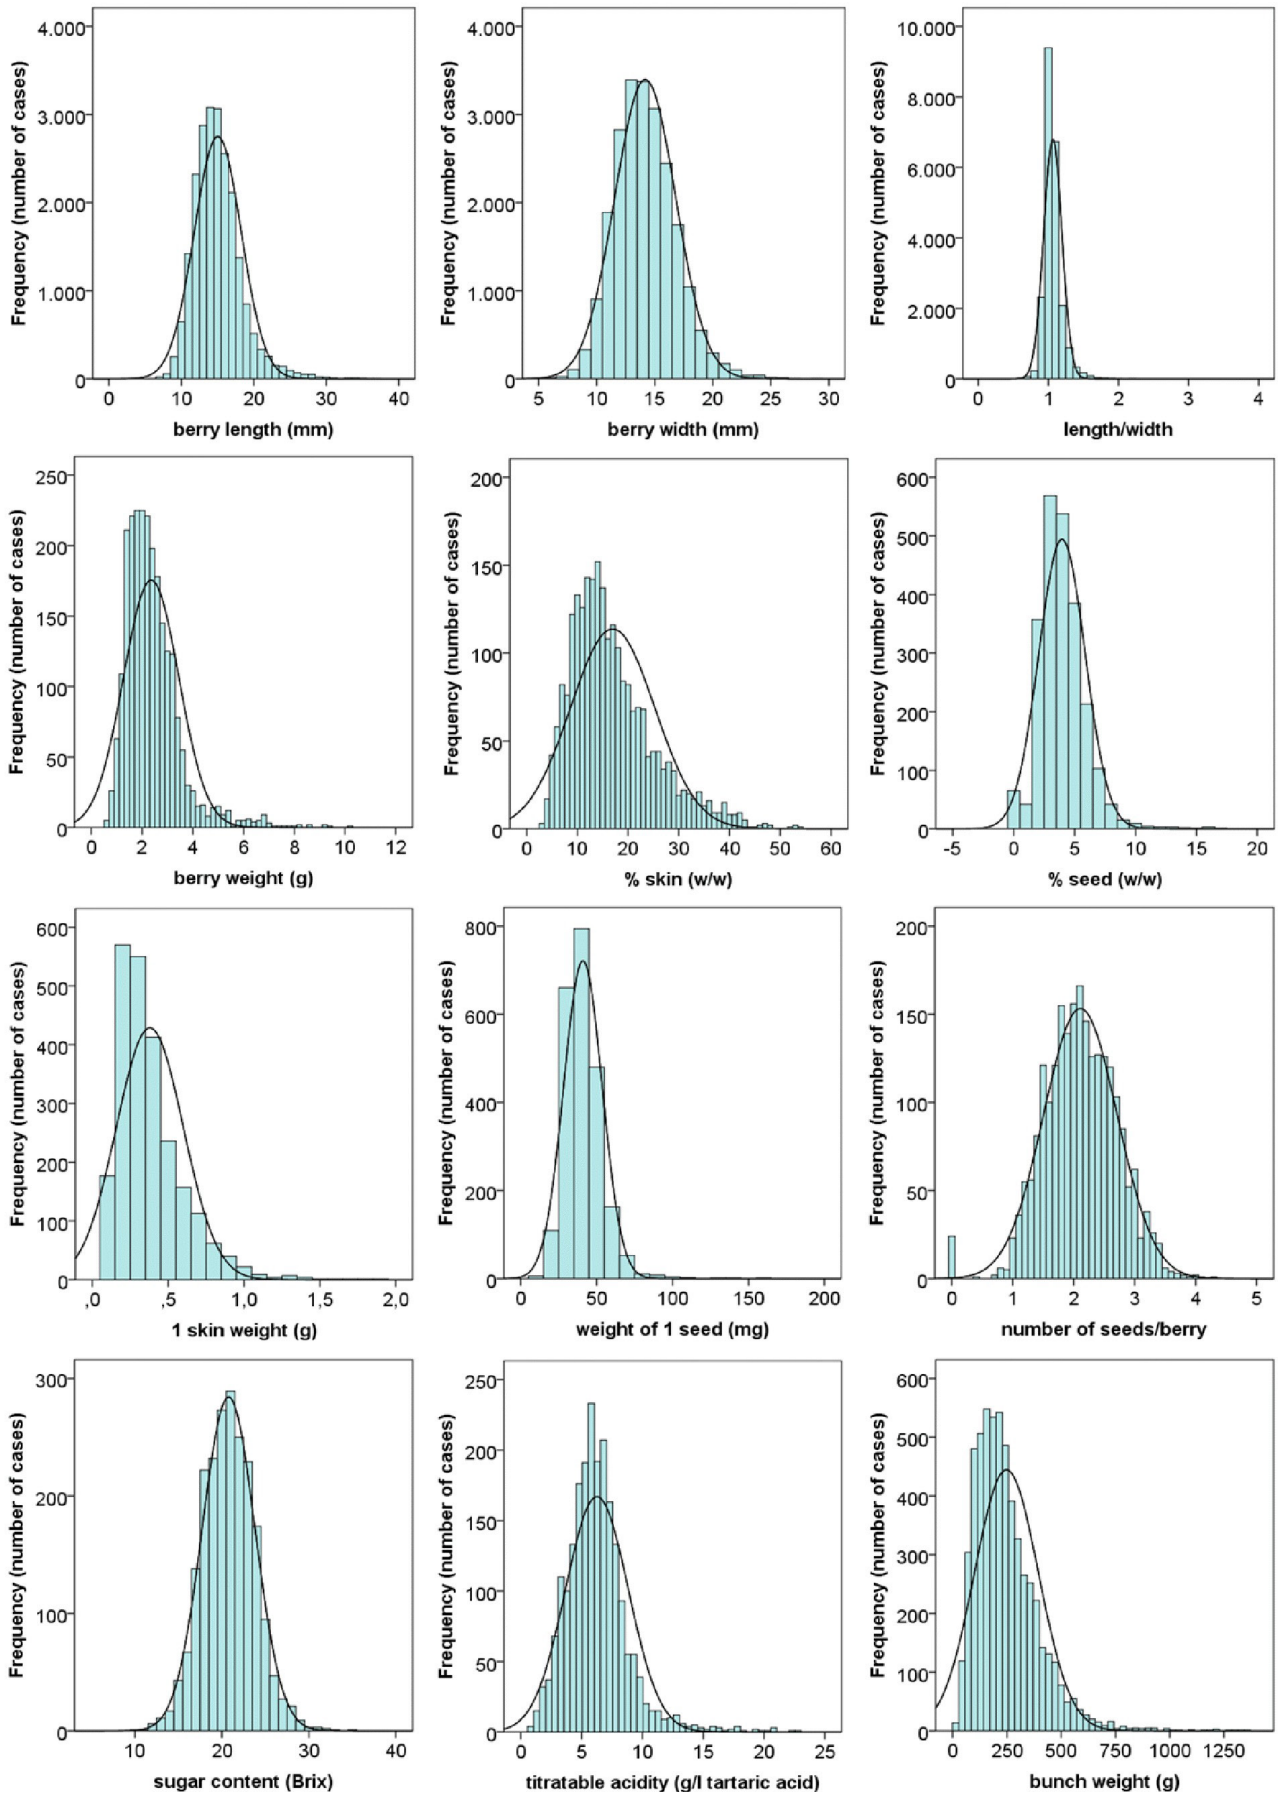 4.000
3.000
2.000
1.000
0
Frequency (number of cases)
0 10 20 30 40
berry length (mm)
4.000
3.000
2.000
1.000
0
Frequency (number of cases)
5 10 15 20 25 30
berry width (mm)
10.000
8.000
6.000
4.000
2.000
0
Frequency (number of cases)
0 1 2 3 4
length/width
250
200
150
100
50
0
Frequency (number of cases)
0 2 4 6 8 10 12
berry weight (g)
200
150
100
50
0
Frequency (number of cases)
0 10 20 30 40 50 60
% skin (w/w)
600
500
400
300
200
100
0
Frequency (number of cases)
-5 0 5 10 15 20
% seed (w/w)
600
500
400
300
200
100
0
Frequency (number of cases)
,0 ,5 1,0 1,5 2,0
1 skin weight (g)
800
600
400
200
0
Frequency (number of cases)
0 50 100 150 200
weight of 1 seed (mg)
200
150
100
50
0
Frequency (number of cases)
0 1 2 3 4 5
number of seeds/berry
300
200
100
0
Frequency (number of cases)
10 20 30 40
sugar content (Brix)
250
200
150
100
50
0
Frequency (number of cases)
0 5 10 15 20 25
titratable acidity (g/l tartaric acid)
600
500
400
300
200
100
0
Frequency (number of cases)
0 250 500 750 1000 1250
bunch weight (g)